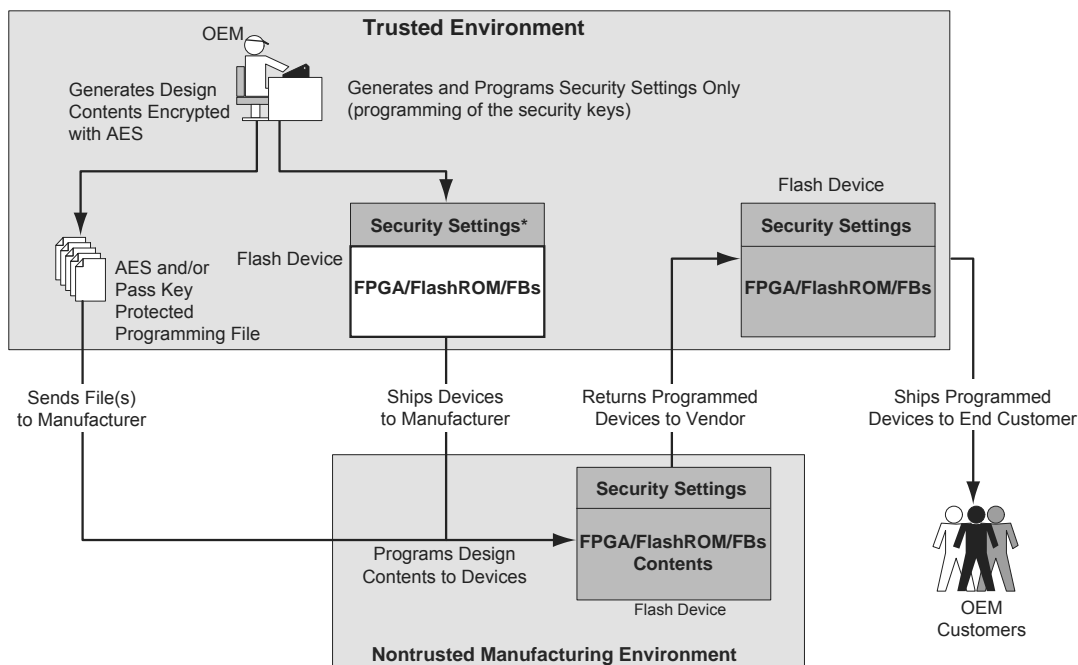 Trusted Environment
OEM
Generates Design
Contents Encrypted
with AES
Generates and Programs Security Settings Only
(programming of the security keys)
Flash Device
Security Settings*
Flash Device
FPGA/FlashROM/FBs
Security Settings
FPGA/FlashROM/FBs
AES and/or
Pass Key
Protected
Programming File
Sends File(s)
to Manufacturer
Ships Devices
to Manufacturer
Returns Programmed
Devices to Vendor
Ships Programmed
Devices to End Customer
Security Settings
FPGA/FlashROM/FBs
Contents
Programs Design
Contents to Devices
Flash Device
OEM
Customers
Nontrusted Manufacturing Environment